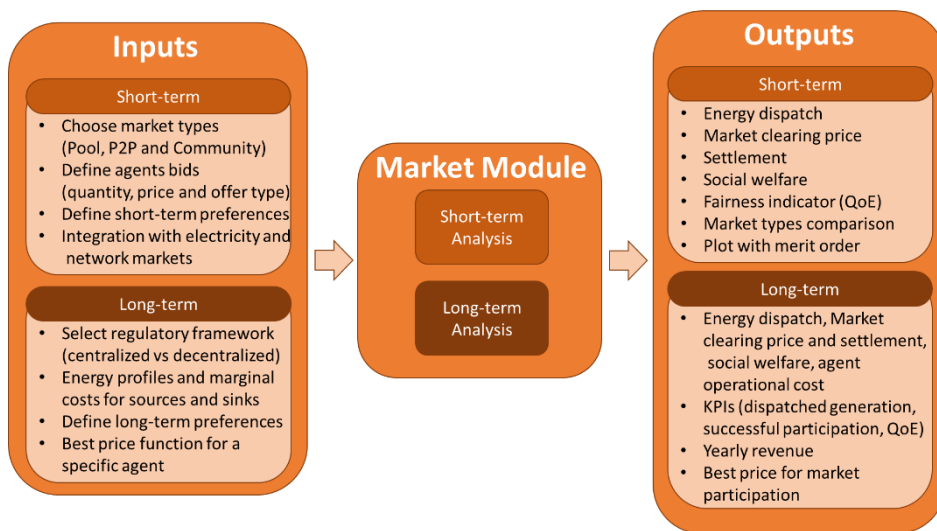 Inputs
Short-term
• Choose market types
(Pool, P2P and Community)
• Define agents bids
(quantity, price and offer type)
• Define short-term preferences
• Integration with electricity and
network markets
Long-term
• Select regulatory framework
(centralized vs decentralized)
• Energy profiles and marginal
costs for sources and sinks
• Define long-term preferences
• Best price function for a
specific agent
Market Module
Short-term
Analysis
Long-term
Analysis
Outputs
Short-term
• Energy dispatch
• Market clearing price
• Settlement
• Social welfare
• Fairness indicator (QoE)
• Market types comparison
• Plot with merit order
Long-term
• Energy dispatch, Market
clearing price and settlement,
social welfare, agent
operational cost
• KPIs (dispatched generation,
successful participation, QoE)
• Yearly revenue
• Best price for market
participation